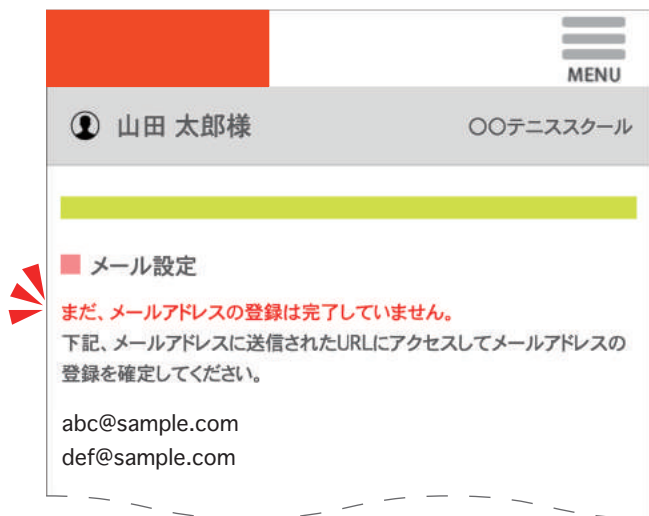 MENU
山田 太郎様
〇〇テニススクール
メール設定
まだ、メールアドレスの登録は完了していません。
下記、メールアドレスに送信されたURLにアクセスしてメールアドレスの
登録を確定してください。
abc@sample.com
def@sample.com